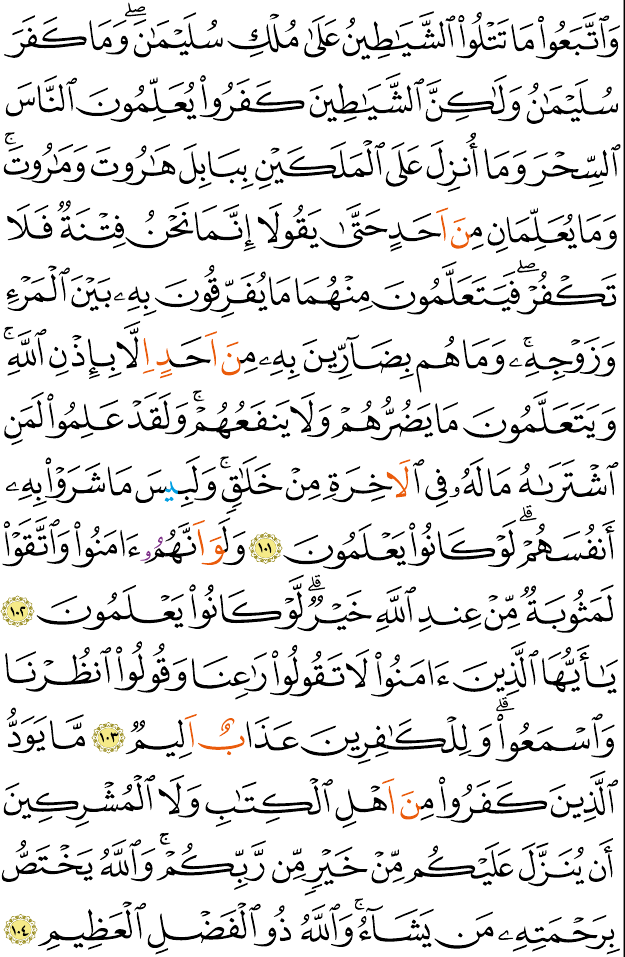 وَٱتَّبَعُواْ مَا تَتْلُواْ ٱلشَّيَٰطِينُ عَلَىٰ مُلْكِ سُلَيْمَٰنَۖ وَمَا كَفَرَ
سُلَيْمَٰنُ وَلَٰكِنَّ ٱلشَّيَٰطِينَ كَفَرُواْ يُعَلِّمُونَ ٱلنَّاسَ
ٱلسِّحْرَ وَمَا أُنزِلَ عَلَى ٱلْمَلَكَيْنِ بِبَابِلَ هَٰرُوتَ وَمَٰرُوتَۚ
وَمَا يُعَلِّمَانِ مِنَ اَحَدٍ حَتَّىٰ يَقُولَا إِنَّمَا نَحْنُ فِتْنَةٌ فَلَا
تَكْفُرْۖ فَيَتَعَلَّمُونَ مِنْهُمَا مَا يُفَرِّقُونَ بِهِۦ بَيْنَ ٱلْمَرْءِ
وَزَوْجِهِۦۚ وَمَا هُم بِضَآرِّينَ بِهِۦ مِنَ اَحَدٍ اِلَّا بِإِذْنِ ٱللَّهِۚ
وَيَتَعَلَّمُونَ مَا يَضُرُّهُمْ وَلَا يَنفَعُهُمْۚ وَلَقَدْ عَلِمُواْ لَمَنِ
ٱشْتَرَىٰهُ مَا لَهُۥ فِى ٱلَاخِرَةِ مِنْ خَلَٰقٍۚ وَلَبِيسَ مَا شَرَوْاْ بِهِۦ
أَنفُسَهُمْۗ لَوْ كَانُواْ يَعْلَمُونَ ١٠١ وَلَوَ اَنَّهُمُۥ ءَامَنُواْ وَٱتَّقَوْاْ
لَمَثُوبَةٌ مِّنْ عِندِ ٱللَّهِ خَيْرٌۗ لَّوْ كَانُواْ يَعْلَمُونَ ١٠٢
يَٰأَيُّهَا ٱلَّذِينَ ءَامَنُواْ لَا تَقُولُواْ رَٰعِنَا وَقُولُواْ ٱنظُرْنَا
وَٱسْمَعُواْۗ وَلِلْكَٰفِرِينَ عَذَابٌ اَلِيمٌ ١٠٣ مَّا يَوَدُّ
ٱلَّذِينَ كَفَرُواْ مِنَ اَهْلِ ٱلْكِتَٰبِ وَلَا ٱلْمُشْرِكِينَ
أَن يُنَزَّلَ عَلَيْكُم مِّنْ خَيْرٍ مِّن رَّبِّكُمْۚ وَٱللَّهُ يَخْتَصُّ
بِرَحْمَتِهِۦ مَن يَشَآءُۚ وَٱللَّهُ ذُو ٱلْفَضْلِ ٱلْعَظِيمِ ١٠٤